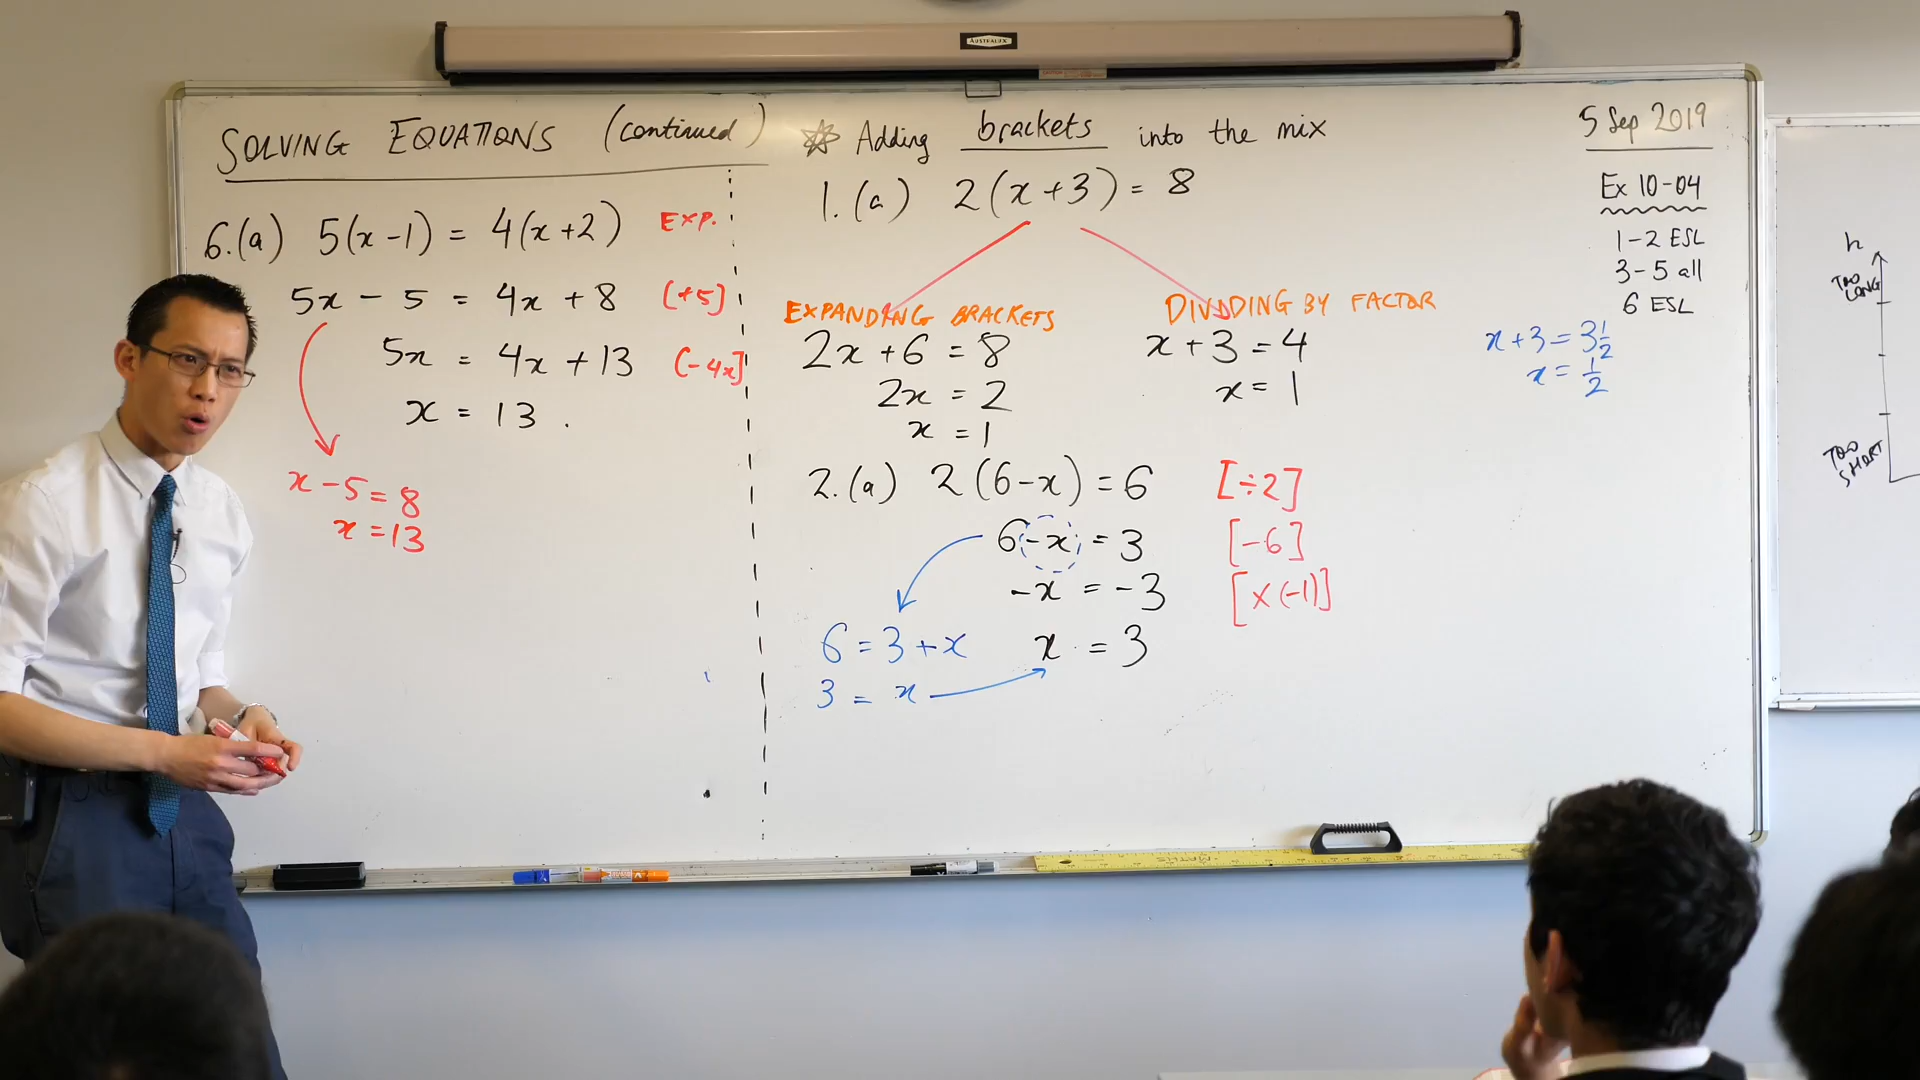 AUSTRALUX
SOLVING EQUATIONS (continued)
6.(a) 5(x-1) = 4(x+2) EXP.
5x - 5 = 4x + 8 [+5]
5x = 4x + 13 [-4x]
x = 13.
x - 5 = 8
x = 13
☆ Adding brackets into the mix
1.(a) 2(x+3) = 8
EXPANDING BRACKETS
2x + 6 = 8
2x = 2
x = 1
DIVIDING BY FACTOR
x + 3 = 4
x = 1
x + 3 = 3½
x = ½
2.(a) 2(6-x) = 6 [÷2]
6 - x = 3 [-6]
-x = -3 [×(-1)]
x = 3
6 = 3 + x
3 = x
5 Sep 2019
Ex 10-04
1-2 ESL
3-5 all
6 ESL
h
TOO LONG
TOO SHORT
MATHS